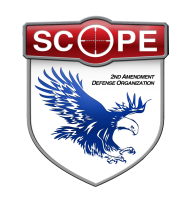 SCOPE
2ND AMENDMENT
DEFENSE ORGANIZATION